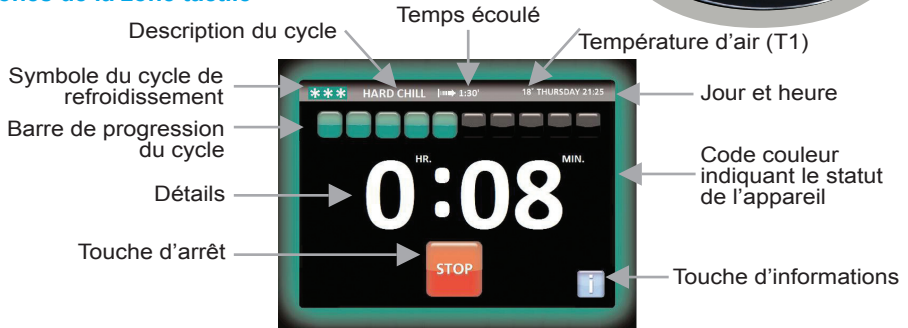 Temps écoulé
Description du cycle
Température d'air (T1)
Symbole du cycle de
refroidissement
Jour et heure
*** HARD CHILL 1:30' 18° THURSDAY 21:25
Barre de progression
du cycle
HR. MIN.
0:08
Code couleur
indiquant le statut
de l'appareil
Détails
Touche d'arrêt
STOP
i
Touche d'informations